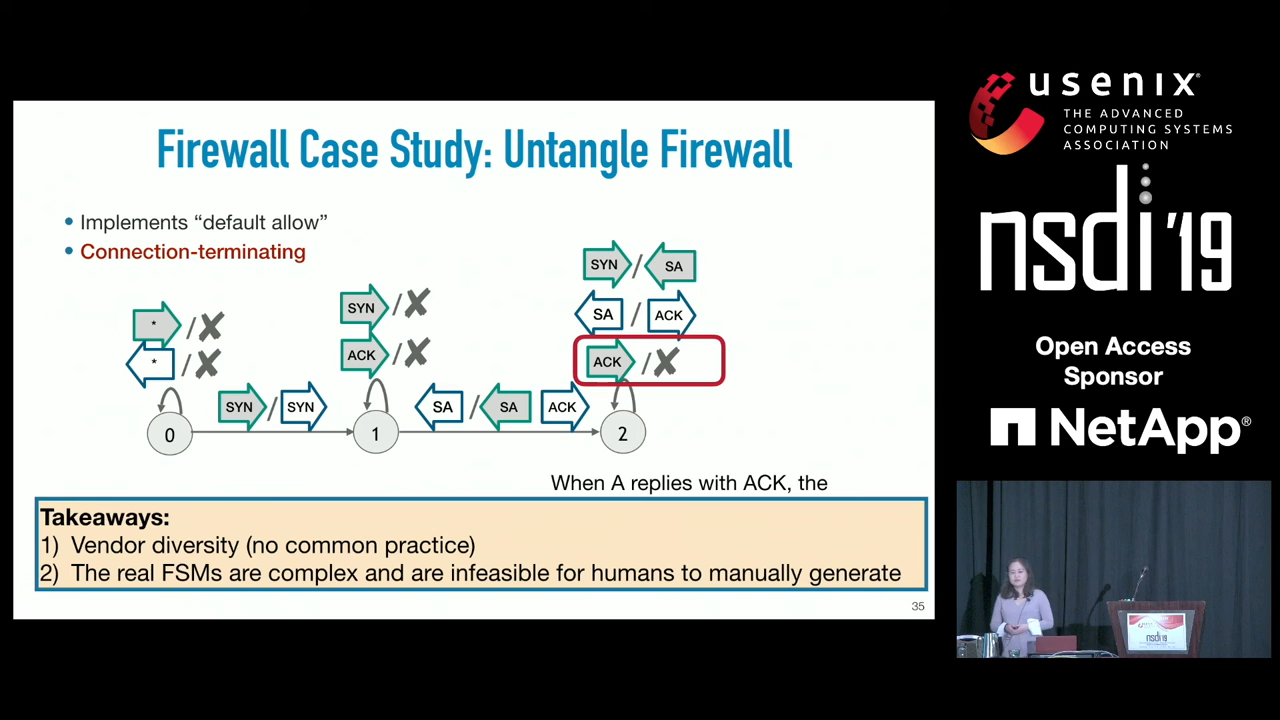 Firewall Case Study: Untangle Firewall
• Implements “default allow”
• Connection-terminating
SYN / SA
SA / ACK
ACK / ✘
SYN / ✘
ACK / ✘
* / ✘
* / ✘
SYN / SYN
SA / SA ACK
0
1
2
When A replies with ACK, the
Takeaways:
1) Vendor diversity (no common practice)
2) The real FSMs are complex and are infeasible for humans to manually generate
35
usenix®
THE ADVANCED
COMPUTING SYSTEMS
ASSOCIATION
nsdi '19
Open Access
Sponsor
NetApp®
nsdi '19